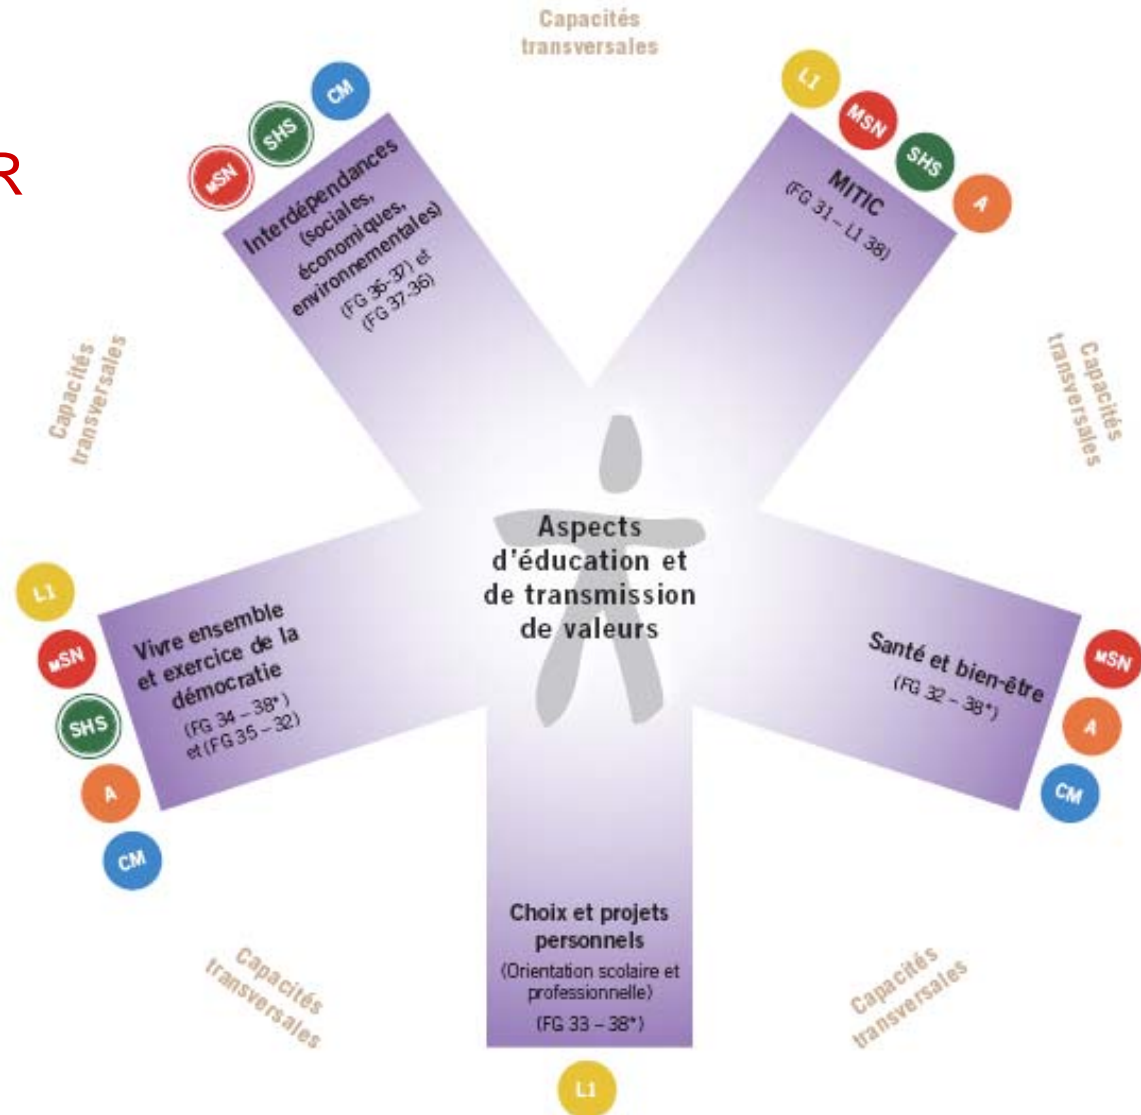 Capacités
transversales
R
MSN
SHS
CM
Interdépendances
(sociales,
économiques,
environnementales)
(FG 36-37) et
(FG 37-36)
L1
MSN
SHS
A
MITIC
(FG 31 – L1 38)
Capacités
transversales
Capacités
transversales
Aspects
d'éducation et
de transmission
de valeurs
L1
MSN
SHS
A
CM
Vivre ensemble
et exercice de la
démocratie
(FG 34 – 38*)
et (FG 35 – 32)
Santé et bien-être
(FG 32 – 38*)
MSN
A
CM
Choix et projets
personnels
(Orientation scolaire et
professionnelle)
(FG 33 – 38*)
L1
Capacités
transversales
Capacités
transversales